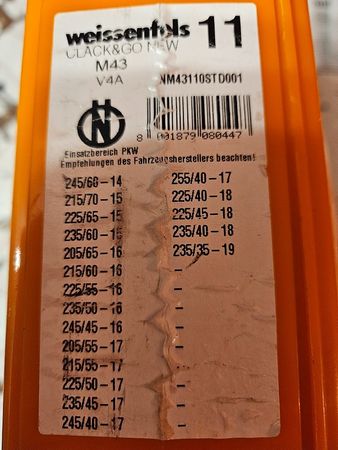 weissenfels 11
CLACK&GO NEW
M43
V4A NM43110STD001
8 001879 080447
Einsatzbereich PKW
Empfehlungen des Fahrzeugherstellers beachten!
245/60-14 255/40-17
215/70-15 225/40-18
225/65-15 225/45-18
235/60-15 235/40-18
205/65-16 235/35-19
215/60-16 -
225/55-16 -
235/50-16 -
245/45-16 -
205/55-17 -
215/55-17 -
225/50-17 -
235/45-17 -
245/40-17 -